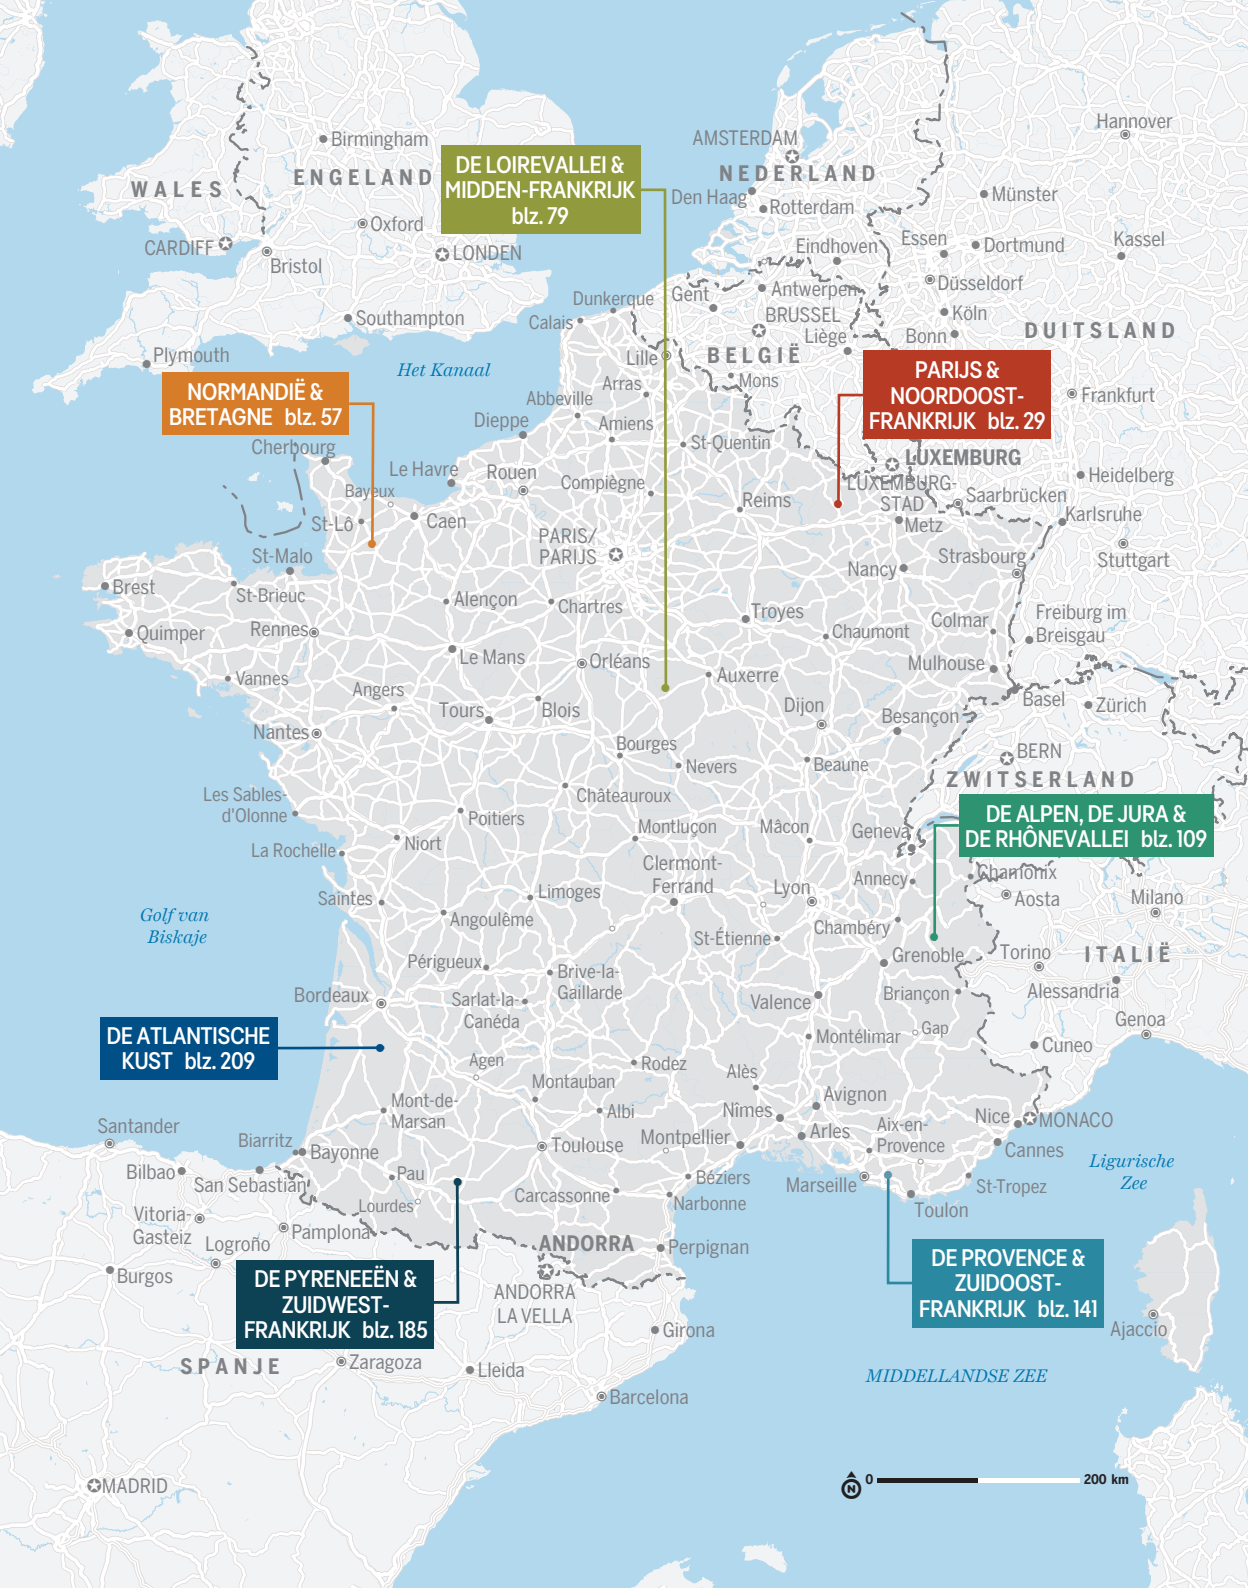 Hannover
Birmingham
AMSTERDAM
DE LOIREVALLEI &
MIDDEN-FRANKRIJK
blz. 79
NEDERLAND
ENGELAND
WALES
Den Haag
Münster
Rotterdam
Oxford
CARDIFF
LONDEN
Eindhoven
Essen
Dortmund
Kassel
Bristol
Düsseldorf
Antwerpen
Dunkerque
Gent
BRUSSEL
Köln
Southampton
Calais
Liège
Bonn
DUITSLAND
Plymouth
Lille
BELGIË
Het Kanaal
NORMANDIË &
BRETAGNE blz. 57
Arras
Mons
PARIJS &
NOORDOOST-
FRANKRIJK blz. 29
Frankfurt
Abbeville
Dieppe
Amiens
St-Quentin
Cherbourg
LUXEMBURG
LUXEMBURG-
STAD
Heidelberg
Le Havre
Rouen
Compiègne
Bayeux
Reims
Saarbrücken
St-Lô
Caen
Metz
Karlsruhe
PARIS/
PARIJS
St-Malo
Strasbourg
Stuttgart
Nancy
Brest
St-Brieuc
Alençon
Chartres
Troyes
Freiburg im
Breisgau
Quimper
Rennes
Chaumont
Colmar
Le Mans
Orléans
Mulhouse
Vannes
Angers
Auxerre
Tours
Blois
Dijon
Besançon
Basel
Zürich
Nantes
Bourges
BERN
Nevers
Beaune
ZWITSERLAND
Les Sables-
d'Olonne
Châteauroux
DE ALPEN, DE JURA &
DE RHÔNEVALLEI blz. 109
Poitiers
Montluçon
Mâcon
Geneva
La Rochelle
Niort
Clermont-
Ferrand
Chamonix
Annecy
Lyon
Saintes
Limoges
Aosta
Milano
Golf van
Biskaje
Angoulême
St-Étienne
Chambéry
Périgueux
Grenoble
Torino
ITALIË
Brive-la-
Gaillarde
Bordeaux
Sarlat-la-
Canéda
Valence
Briançon
Alessandria
DE ATLANTISCHE
KUST blz. 209
Montélimar
Gap
Genoa
Cuneo
Agen
Rodez
Alès
Montauban
Mont-de-
Marsan
Albi
Avignon
Nîmes
Nice
MONACO
Santander
Aix-en-
Provence
Arles
Biarritz
Bayonne
Toulouse
Montpellier
Cannes
Ligurische
Zee
Bilbao
San Sebastián
Pau
Béziers
Marseille
St-Tropez
Lourdes
Carcassonne
Narbonne
Toulon
Vitoria-
Gasteiz
Pamplona
Logroño
ANDORRA
Perpignan
DE PROVENCE &
ZUIDOOST-
FRANKRIJK blz. 141
Burgos
DE PYRENEEËN &
ZUIDWEST-
FRANKRIJK blz. 185
ANDORRA
LA VELLA
Girona
Ajaccio
SPANJE
Zaragoza
Lleida
MIDDELLANDSE ZEE
Barcelona
MADRID
N
0
200 km